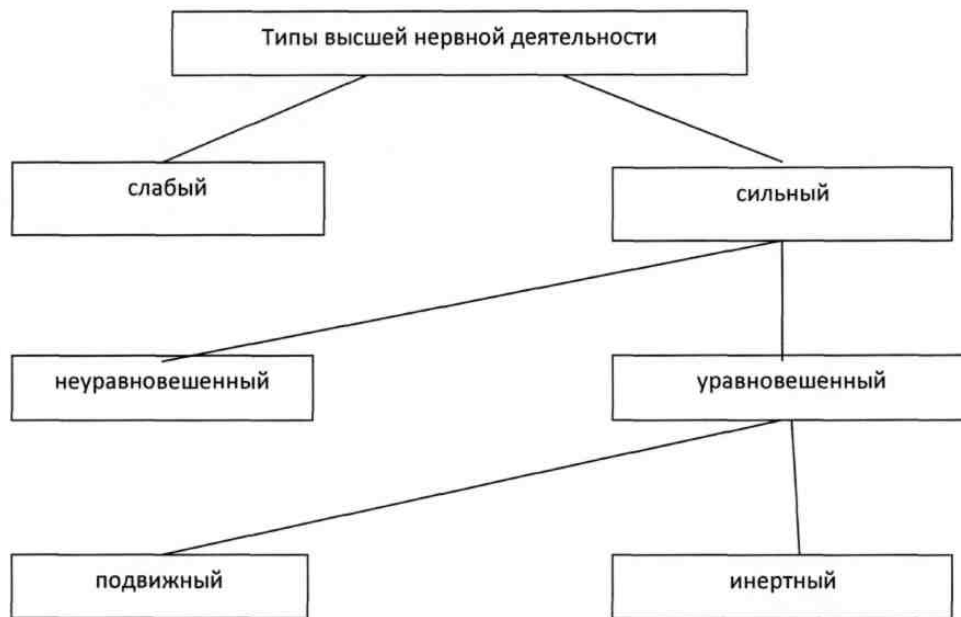 Типы высшей нервной деятельности
слабый
сильный
неуравновешенный
уравновешенный
подвижный
инертный